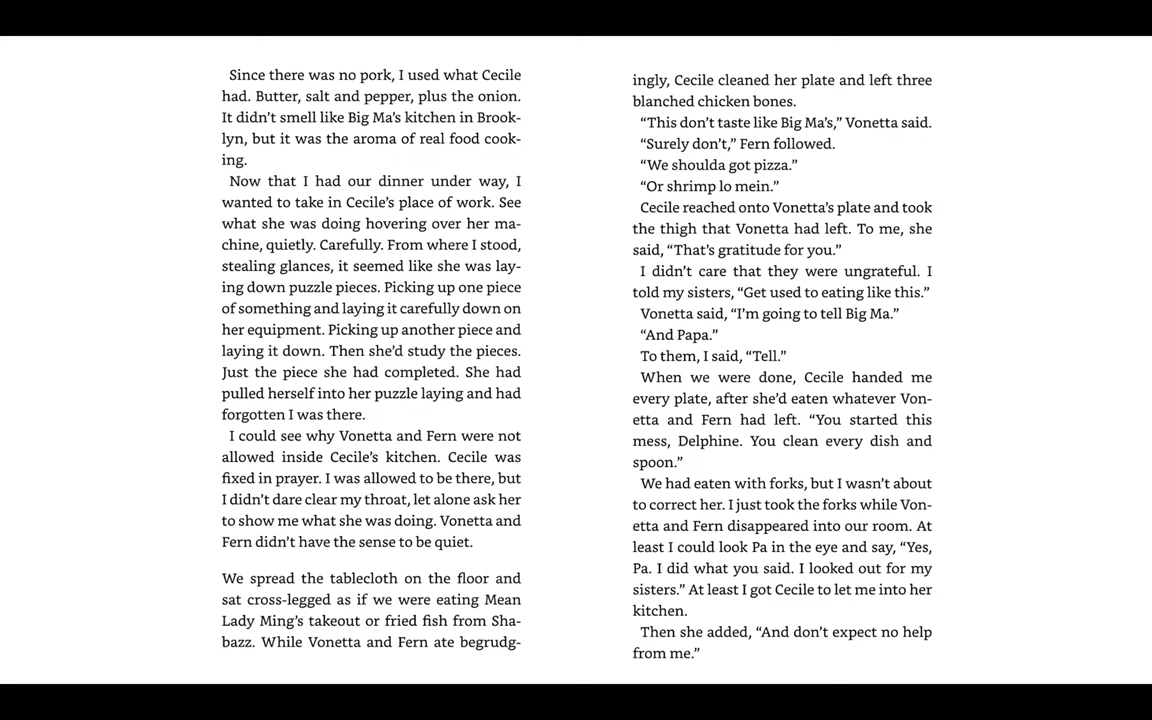 Since there was no pork, I used what Cecile
had. Butter, salt and pepper, plus the onion.
It didn’t smell like Big Ma’s kitchen in Brook-
lyn, but it was the aroma of real food cook-
ing.
Now that I had our dinner under way, I
wanted to take in Cecile’s place of work. See
what she was doing hovering over her ma-
chine, quietly. Carefully. From where I stood,
stealing glances, it seemed like she was lay-
ing down puzzle pieces. Picking up one piece
of something and laying it carefully down on
her equipment. Picking up another piece and
laying it down. Then she’d study the pieces.
Just the piece she had completed. She had
pulled herself into her puzzle laying and had
forgotten I was there.
I could see why Vonetta and Fern were not
allowed inside Cecile’s kitchen. Cecile was
fixed in prayer. I was allowed to be there, but
I didn’t dare clear my throat, let alone ask her
to show me what she was doing. Vonetta and
Fern didn’t have the sense to be quiet.
We spread the tablecloth on the floor and
sat cross-legged as if we were eating Mean
Lady Ming’s takeout or fried fish from Sha-
bazz. While Vonetta and Fern ate begrudg-
ingly, Cecile cleaned her plate and left three
blanched chicken bones.
“This don’t taste like Big Ma’s,” Vonetta said.
“Surely don’t,” Fern followed.
“We shoulda got pizza.”
“Or shrimp lo mein.”
Cecile reached onto Vonetta’s plate and took
the thigh that Vonetta had left. To me, she
said, “That’s gratitude for you.”
I didn’t care that they were ungrateful. I
told my sisters, “Get used to eating like this.”
Vonetta said, “I’m going to tell Big Ma.”
“And Papa.”
To them, I said, “Tell.”
When we were done, Cecile handed me
every plate, after she’d eaten whatever Von-
etta and Fern had left. “You started this
mess, Delphine. You clean every dish and
spoon.”
We had eaten with forks, but I wasn’t about
to correct her. I just took the forks while Von-
etta and Fern disappeared into our room. At
least I could look Pa in the eye and say, “Yes,
Pa. I did what you said. I looked out for my
sisters.” At least I got Cecile to let me into her
kitchen.
Then she added, “And don’t expect no help
from me.”